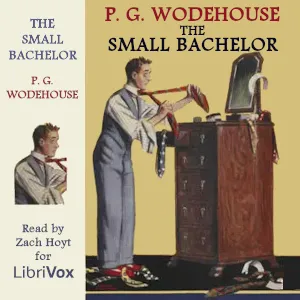 THE
SMALL
BACHELOR
P. G.
WODEHOUSE
Read by
Zach Hoyt
for
LibriVox
P. G. WODEHOUSE
THE
SMALL BACHELOR